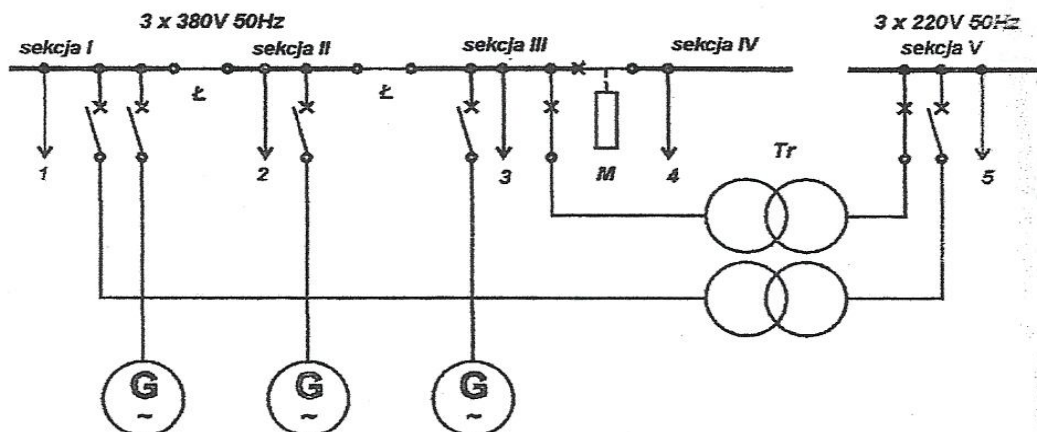 3 x 380V 50Hz
3 x 220V 50Hz
sekcja I
sekcja II
sekcja III
sekcja IV
sekcja V
Ł
Ł
1
2
3
M
4
Tr
5
G
~
G
~
G
~